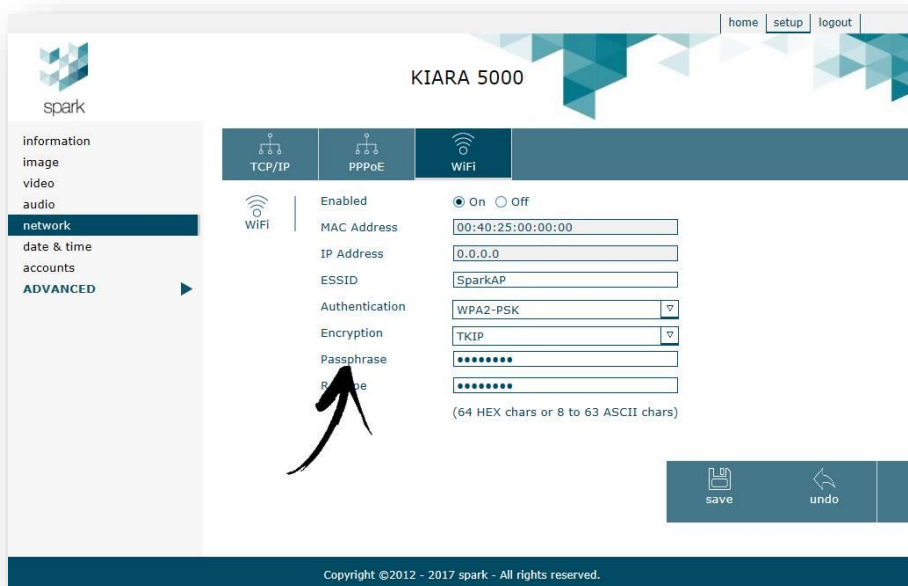 home setup logout
spark
KIARA 5000
information
image
video
audio
network
date & time
accounts
ADVANCED
TCP/IP PPPoE WiFi
WiFi
Enabled On Off
MAC Address 00:40:25:00:00:00
IP Address 0.0.0.0
ESSID SparkAP
Authentication WPA2-PSK
Encryption TKIP
Passphrase ●●●●●●●●
●●●●●●●●
(64 HEX chars or 8 to 63 ASCII chars)
save undo
Copyright ©2012 - 2017 spark - All rights reserved.